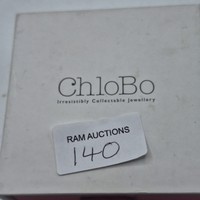 ChloBo
Irresistibly Collectable Jewellery
RAM AUCTIONS
140